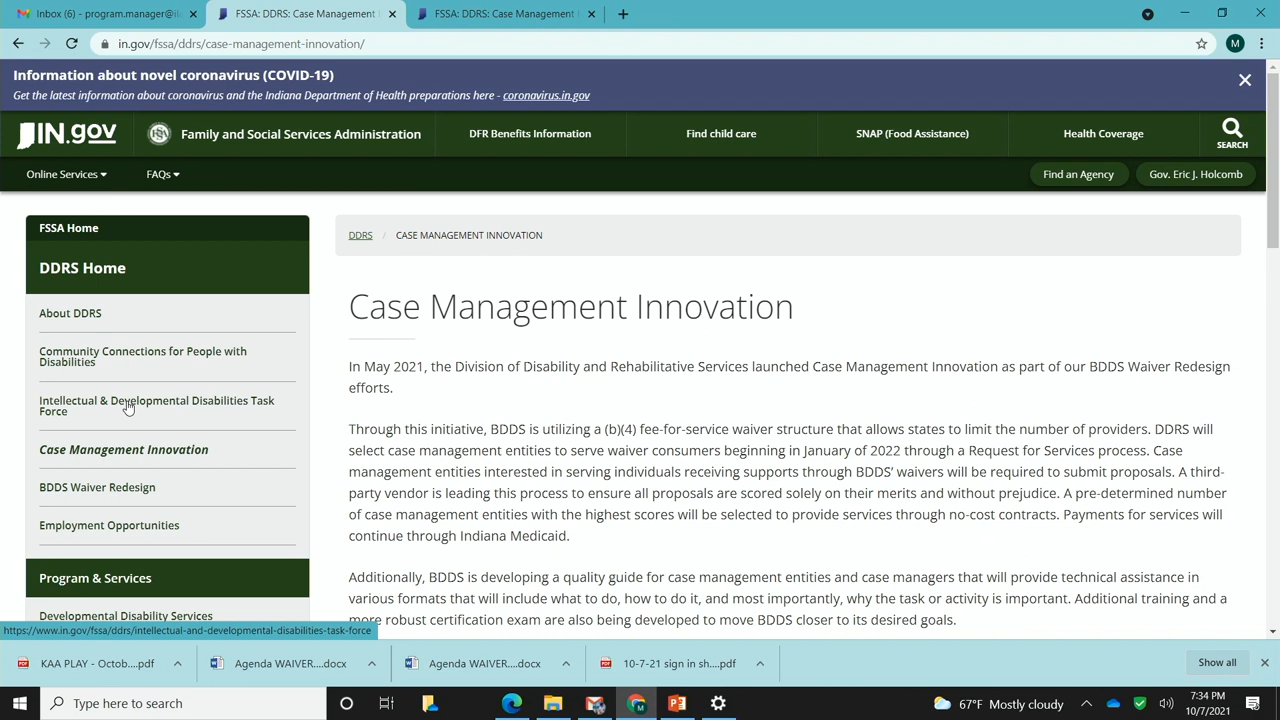 Inbox (6) - program.manager@il
FSSA: DDRS: Case Management I
FSSA: DDRS: Case Management I
in.gov/fssa/ddrs/case-management-innovation/
M
Information about novel coronavirus (COVID-19)
Get the latest information about coronavirus and the Indiana Department of Health preparations here - coronavirus.in.gov
IN.gov
Family and Social Services Administration
DFR Benefits Information
Find child care
SNAP (Food Assistance)
Health Coverage
SEARCH
Online Services
FAQs
Find an Agency
Gov. Eric J. Holcomb
FSSA Home
DDRS Home
About DDRS
Community Connections for People with
Disabilities
Intellectual & Developmental Disabilities Task
Force
Case Management Innovation
BDDS Waiver Redesign
Employment Opportunities
Program & Services
Developmental Disability Services
https://www.in.gov/fssa/ddrs/intellectual-and-developmental-disabilities-task-force
DDRS / CASE MANAGEMENT INNOVATION
Case Management Innovation
In May 2021, the Division of Disability and Rehabilitative Services launched Case Management Innovation as part of our BDDS Waiver Redesign
efforts.
Through this initiative, BDDS is utilizing a (b)(4) fee-for-service waiver structure that allows states to limit the number of providers. DDRS will
select case management entities to serve waiver consumers beginning in January of 2022 through a Request for Services process. Case
management entities interested in serving individuals receiving supports through BDDS' waivers will be required to submit proposals. A third-
party vendor is leading this process to ensure all proposals are scored solely on their merits and without prejudice. A pre-determined number
of case management entities with the highest scores will be selected to provide services through no-cost contracts. Payments for services will
continue through Indiana Medicaid.
Additionally, BDDS is developing a quality guide for case management entities and case managers that will provide technical assistance in
various formats that will include what to do, how to do it, and most importantly, why the task or activity is important. Additional training and a
more robust certification exam are also being developed to move BDDS closer to its desired goals.
KAA PLAY - Octob....pdf
Agenda WAIVER....docx
Agenda WAIVER....docx
10-7-21 sign in sh....pdf
Show all
Type here to search
67°F Mostly cloudy
7:34 PM
10/7/2021